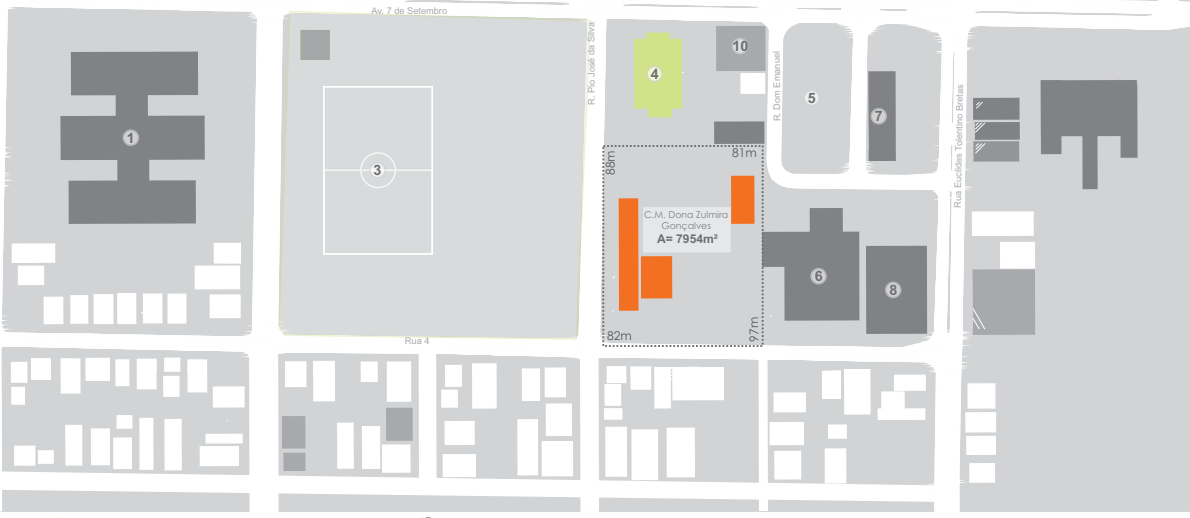 Av. 7 de Setembro
R. Pio José da Silva
R. Dom Emanuel
Rua Euclides Tolentino Bretas
10
4
5
7
1
3
81m
88m
C.M. Dona Zulmira
Gonçalves
A= 7954m²
6
8
82m
97m
Rua 4